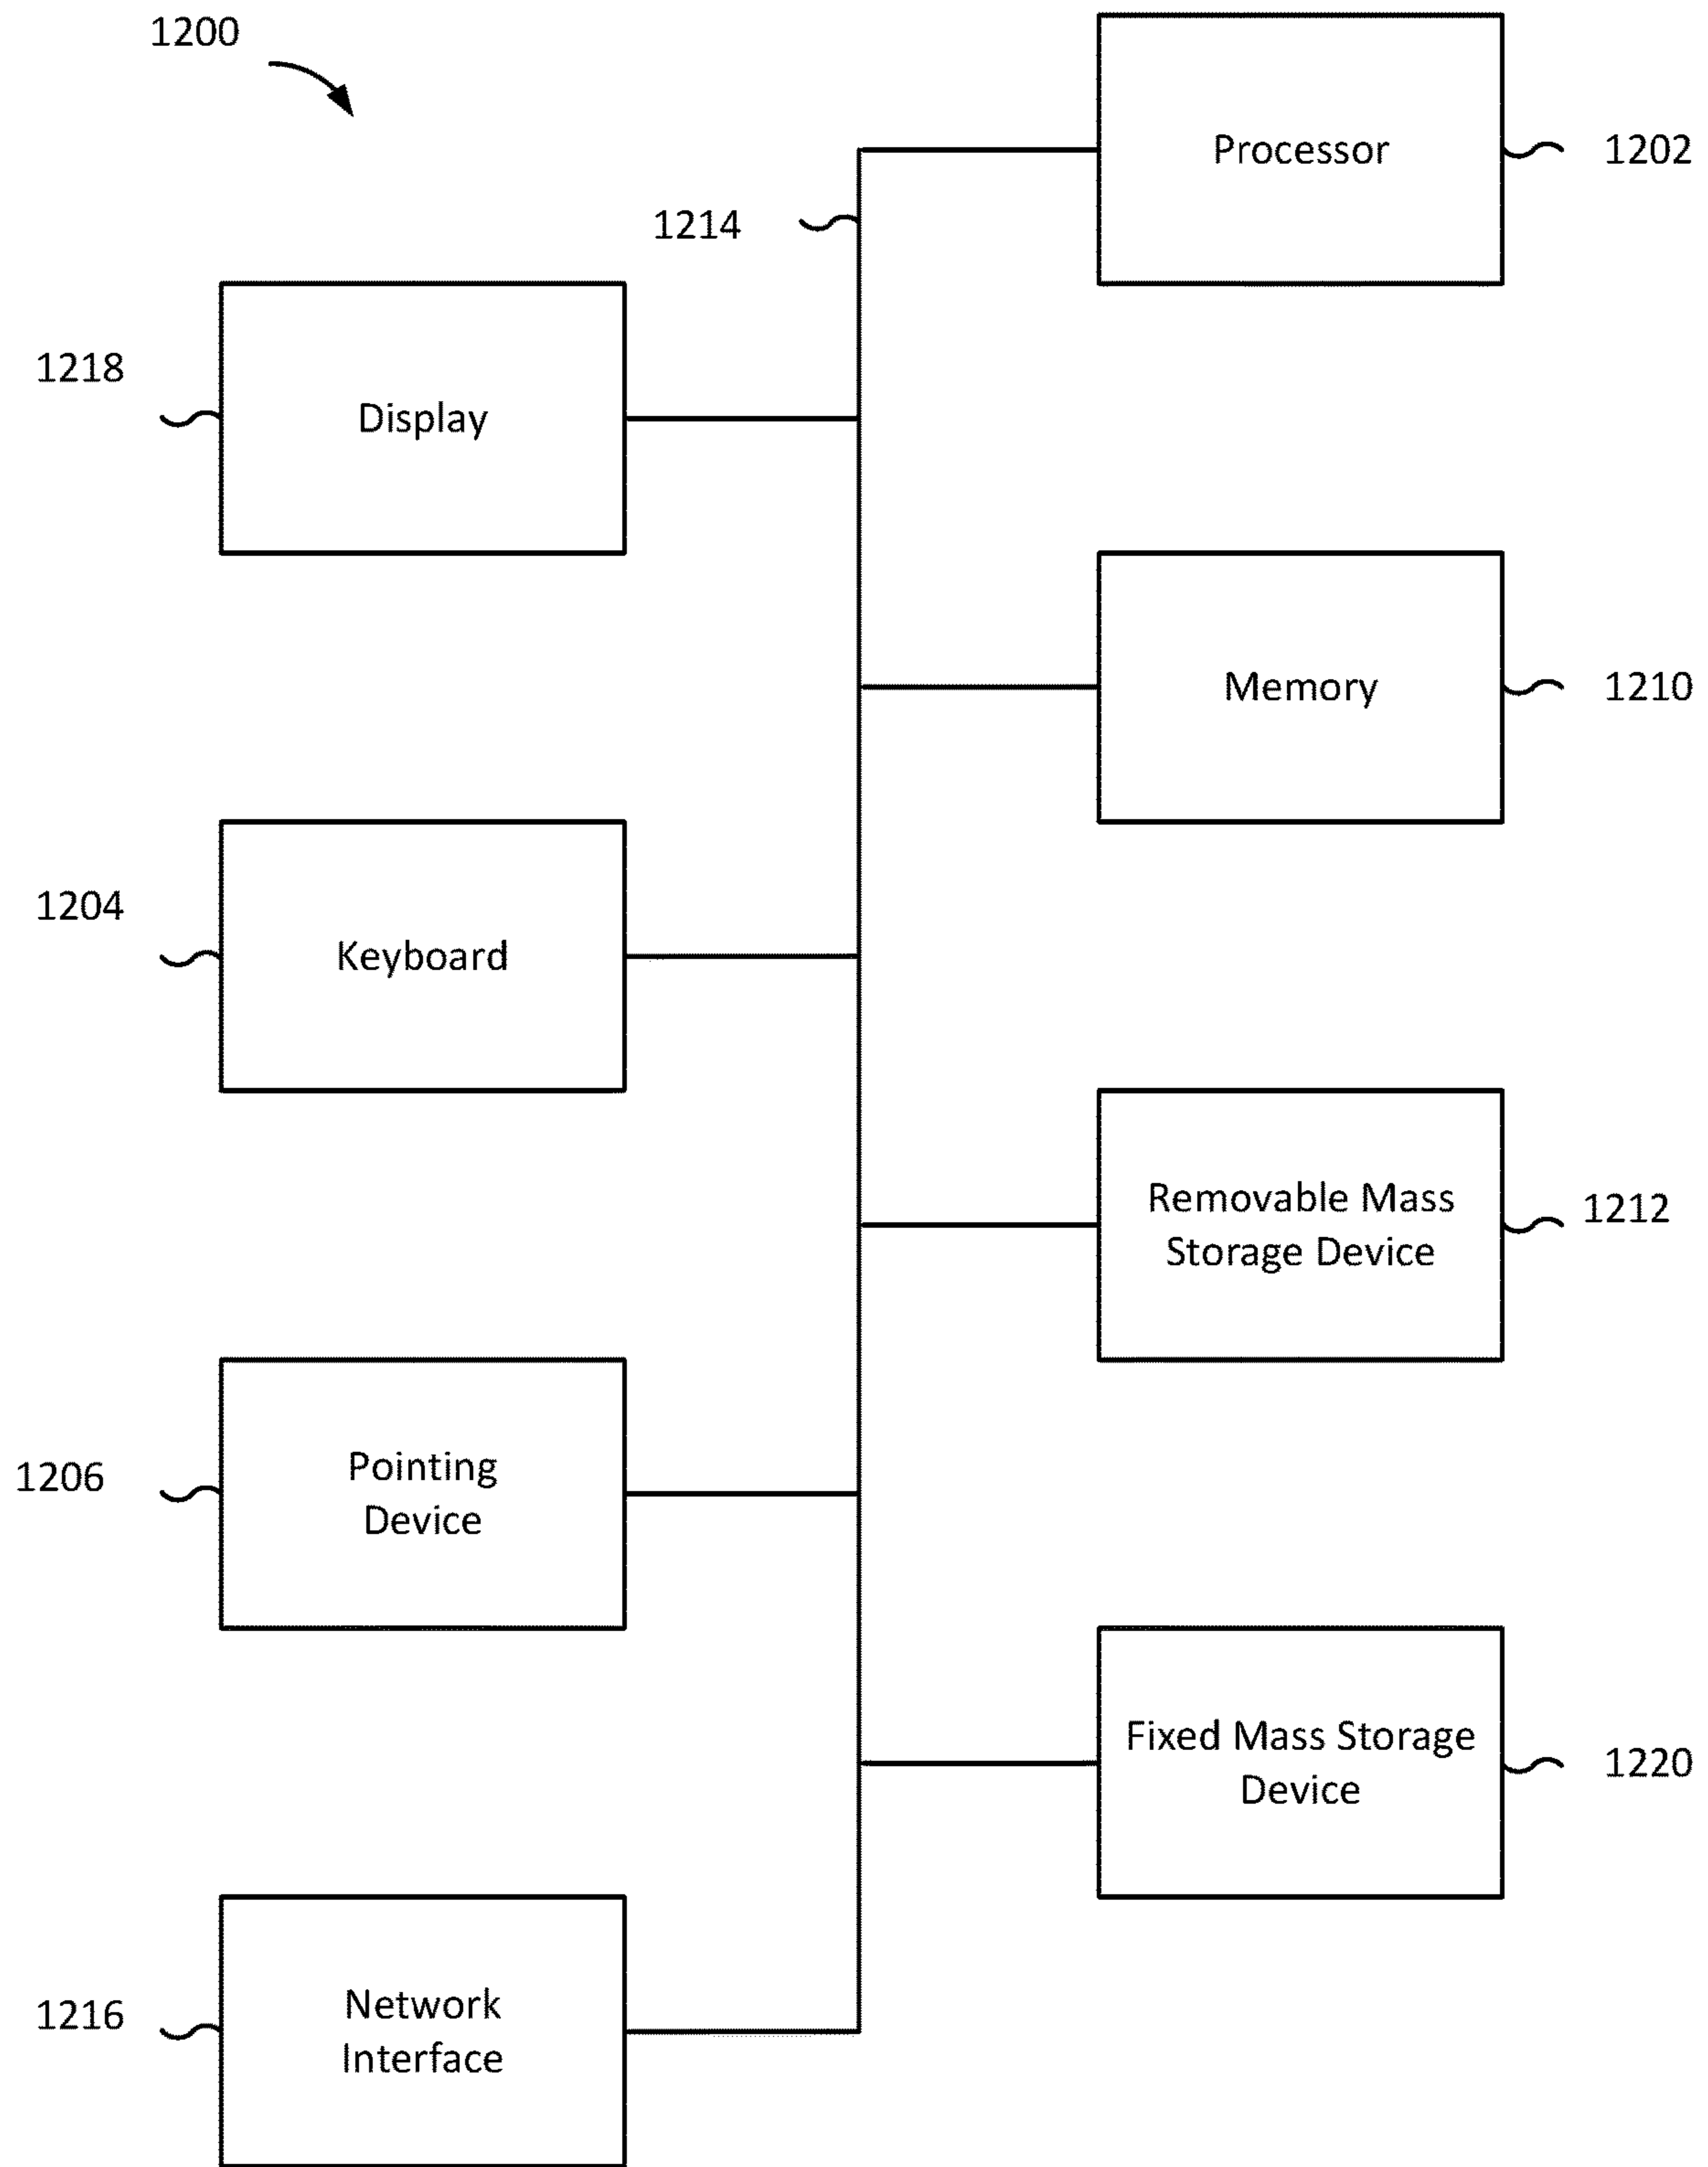 1200
Processor
1202
1214
1218
Display
Memory
1210
1204
Keyboard
Removable Mass
Storage Device
1212
1206
Pointing
Device
Fixed Mass Storage
Device
1220
1216
Network
Interface